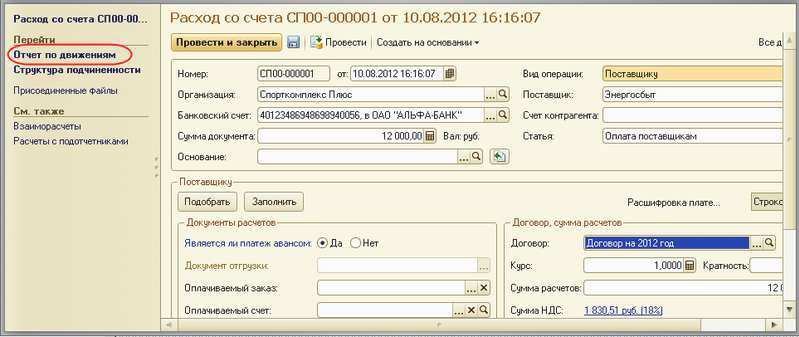 Расход со счета СП00-00...
Перейти
Отчет по движениям
Структура подчиненности
Присоединенные файлы
См. также
Взаиморасчеты
Расчеты с подотчетниками
Расход со счета СП00-000001 от 10.08.2012 16:16:07
Провести и закрыть Провести Создать на основании Все д
Номер: СП00-000001 от: 10.08.2012 16:16:07 Вид операции: Поставщику
Организация: Спорткомплекс Плюс Поставщик: Энергосбыт
Банковский счет: 40123486948698940056, в ОАО "АЛЬФА-БАНК" Счет контрагента:
Сумма документа: 12 000,00 Вал: руб. Статья: Оплата поставщикам
Основание:
Поставщику
Подобрать Заполнить Расшифровка плате... Строко
Документы расчетов Договор, сумма расчетов
Является ли платеж авансом: Да Нет Договор: Договор на 2012 год
Документ отгрузки: Курс: 1,0000 Кратность:
Оплачиваемый заказ: Сумма расчетов: 12 0
Оплачиваемый счет: Сумма НДС: 1 830,51 руб. (18%)